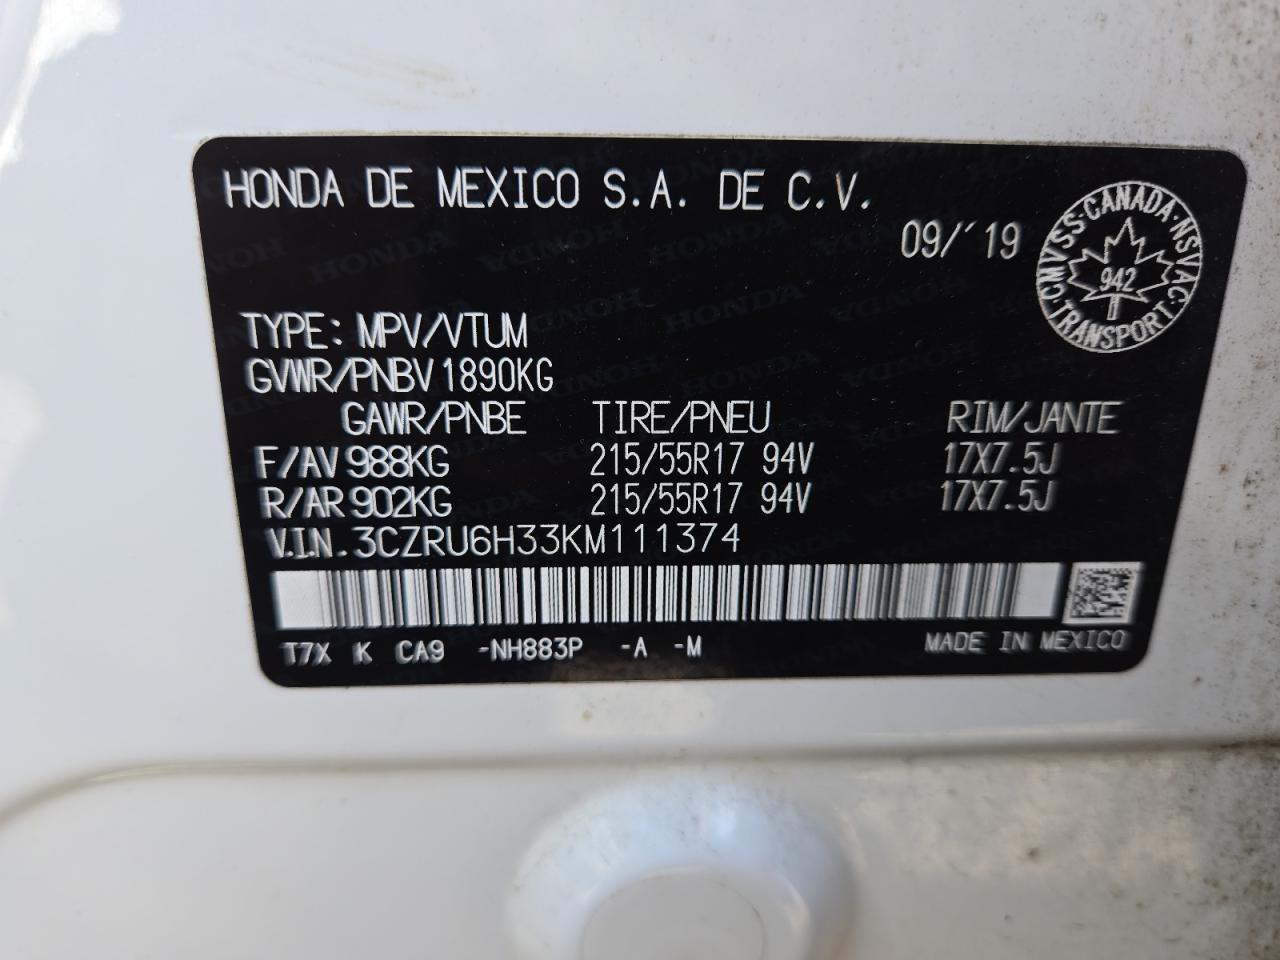 HONDA DE MEXICO S.A. DE C.V.
09/´19
CMVSS·CANADA·NSVAC·TRANSPORT·
942
TYPE: MPV/VTUM
GVWR/PNBV 1890KG
GAWR/PNBE TIRE/PNEU RIM/JANTE
F/AV 988KG 215/55R17 94V 17X7.5J
R/AR 902KG 215/55R17 94V 17X7.5J
V.I.N. 3CZRU6H33KM111374
T7X K CA9 -NH883P -A -M MADE IN MEXICO